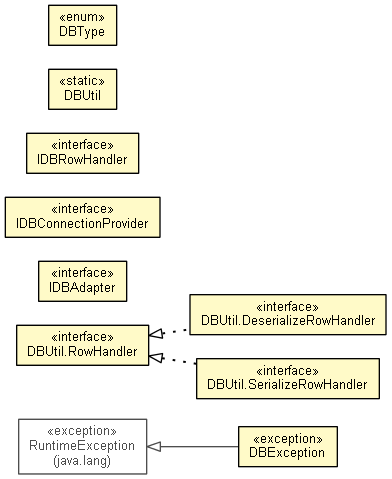 «enum»
DBType
«static»
DBUtil
«interface»
IDBRowHandler
«interface»
IDBConnectionProvider
«interface»
IDBAdapter
«interface»
DBUtil.RowHandler
«interface»
DBUtil.DeserializeRowHandler
«interface»
DBUtil.SerializeRowHandler
«exception»
RuntimeException
(java.lang)
«exception»
DBException